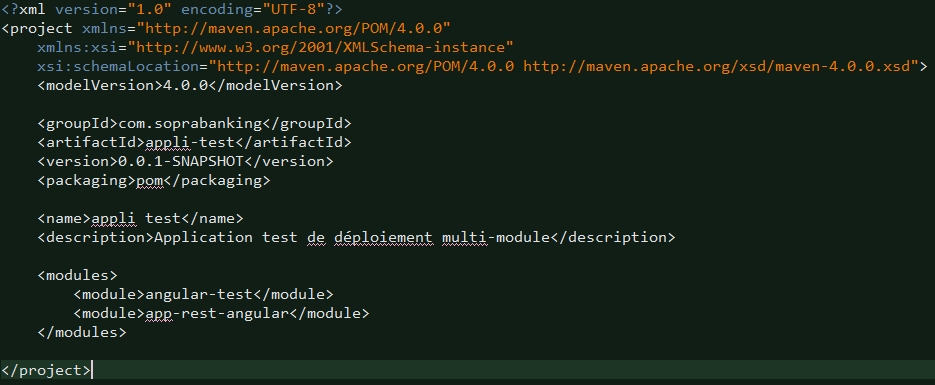 <?xml version="1.0" encoding="UTF-8"?>
<project xmlns="http://maven.apache.org/POM/4.0.0"
    xmlns:xsi="http://www.w3.org/2001/XMLSchema-instance"
    xsi:schemaLocation="http://maven.apache.org/POM/4.0.0 http://maven.apache.org/xsd/maven-4.0.0.xsd">
    <modelVersion>4.0.0</modelVersion>

    <groupId>com.soprabanking</groupId>
    <artifactId>appli-test</artifactId>
    <version>0.0.1-SNAPSHOT</version>
    <packaging>pom</packaging>

    <name>appli test</name>
    <description>Application test de déploiement multi-module</description>

    <modules>
        <module>angular-test</module>
        <module>app-rest-angular</module>
    </modules>

</project>